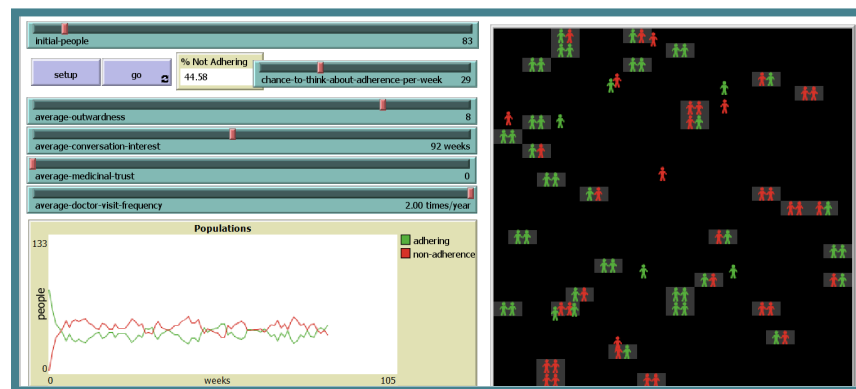 initial-people 83
setup
go
% Not Adhering
44.58
chance-to-think-about-adherence-per-week 29
average-outwardness 8
average-conversation-interest 92 weeks
average-medicinal-trust 0
average-doctor-visit-frequency 2.00 times/year
Populations
133
people
0
0 weeks 105
adhering
non-adherence